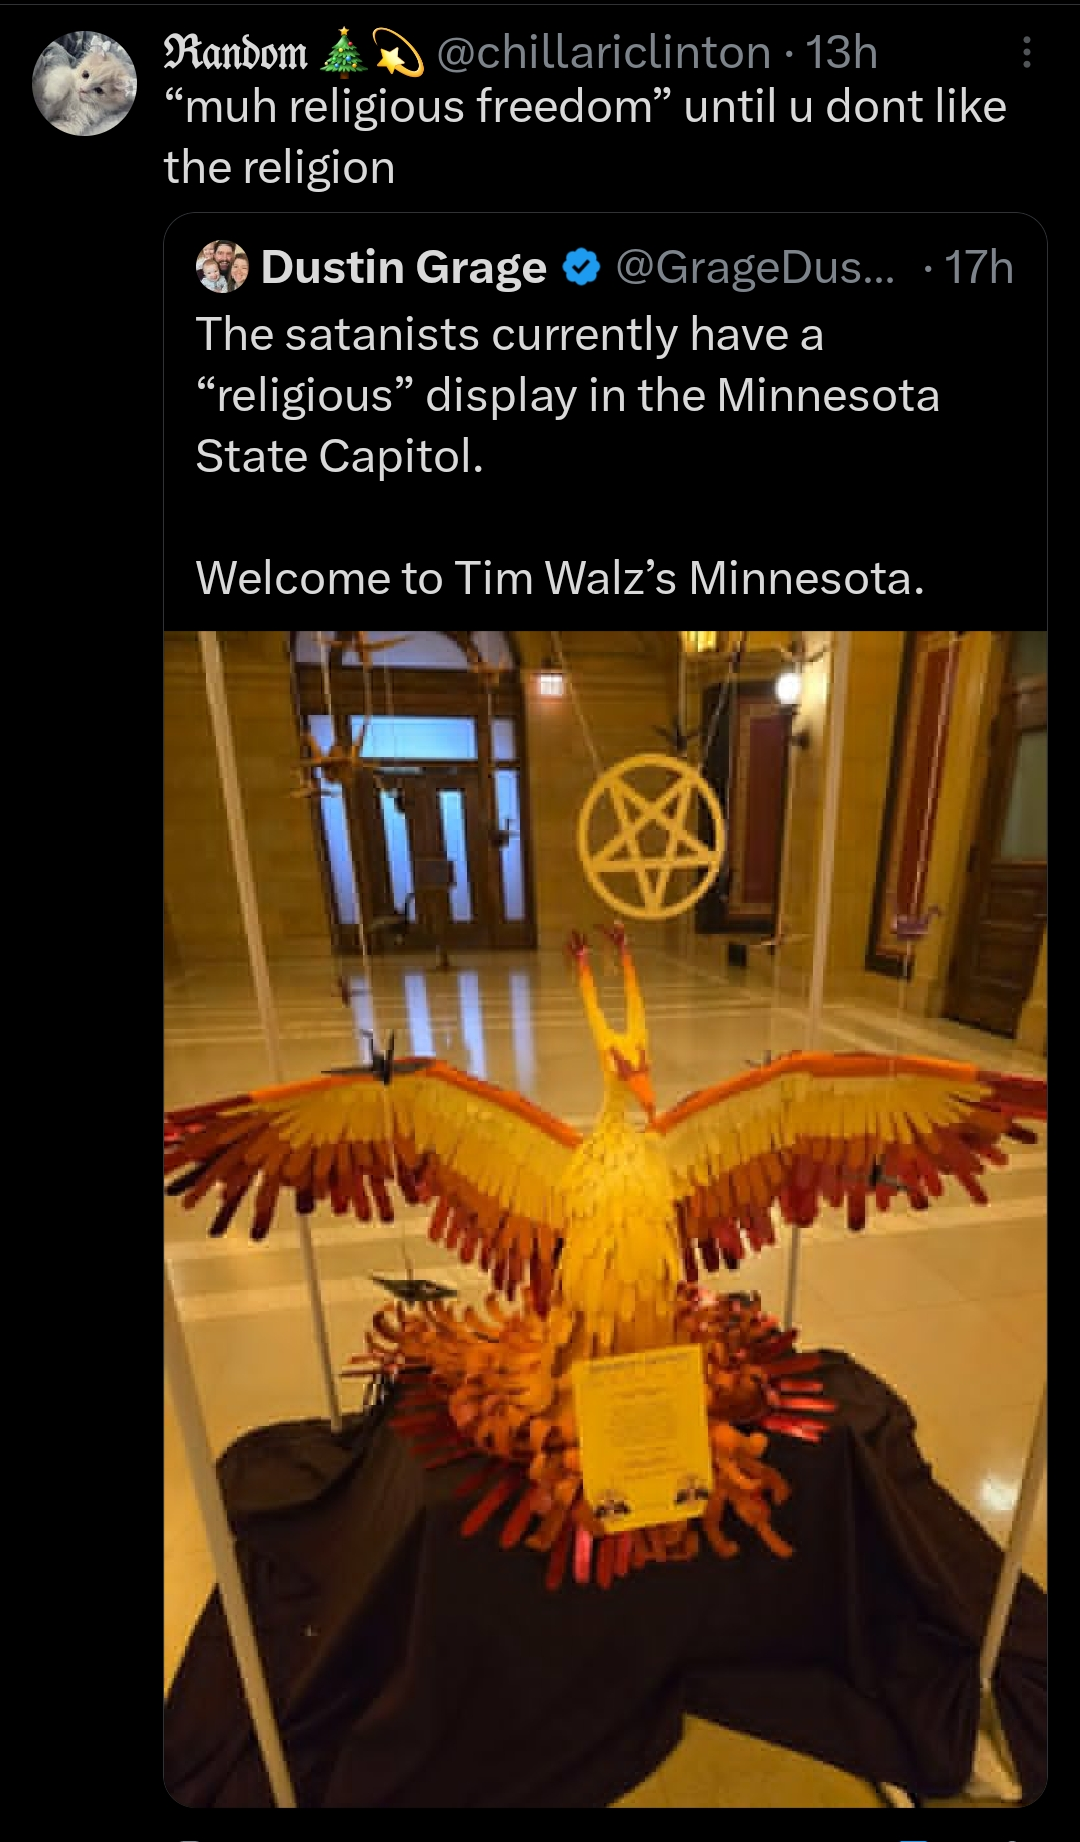 Random 🎄💫 @chillariclinton · 13h
“muh religious freedom” until u dont like
the religion
Dustin Grage @GrageDus... · 17h
The satanists currently have a
“religious” display in the Minnesota
State Capitol.
Welcome to Tim Walz’s Minnesota.